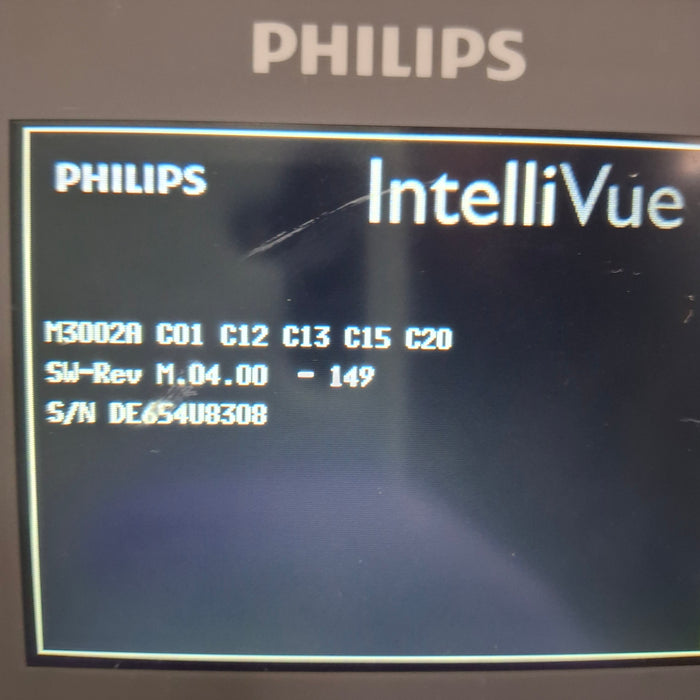 PHILIPS
PHILIPS
IntelliVue
M3002A C01 C12 C13 C15 C20
SW-Rev M.04.00 - 149
S/N DE654U8308